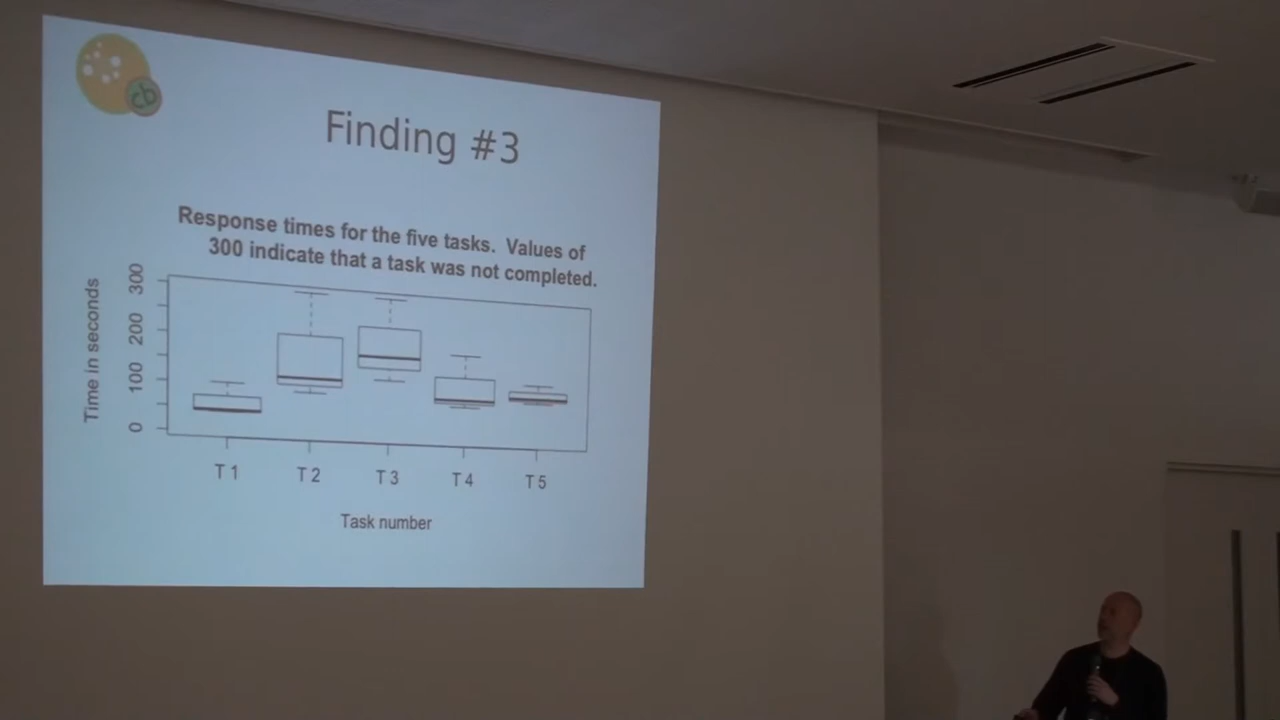 cb
Finding #3
Response times for the five tasks. Values of
300 indicate that a task was not completed.
Time in seconds
300
200
100
0
T 1 T 2 T 3 T 4 T 5
Task number